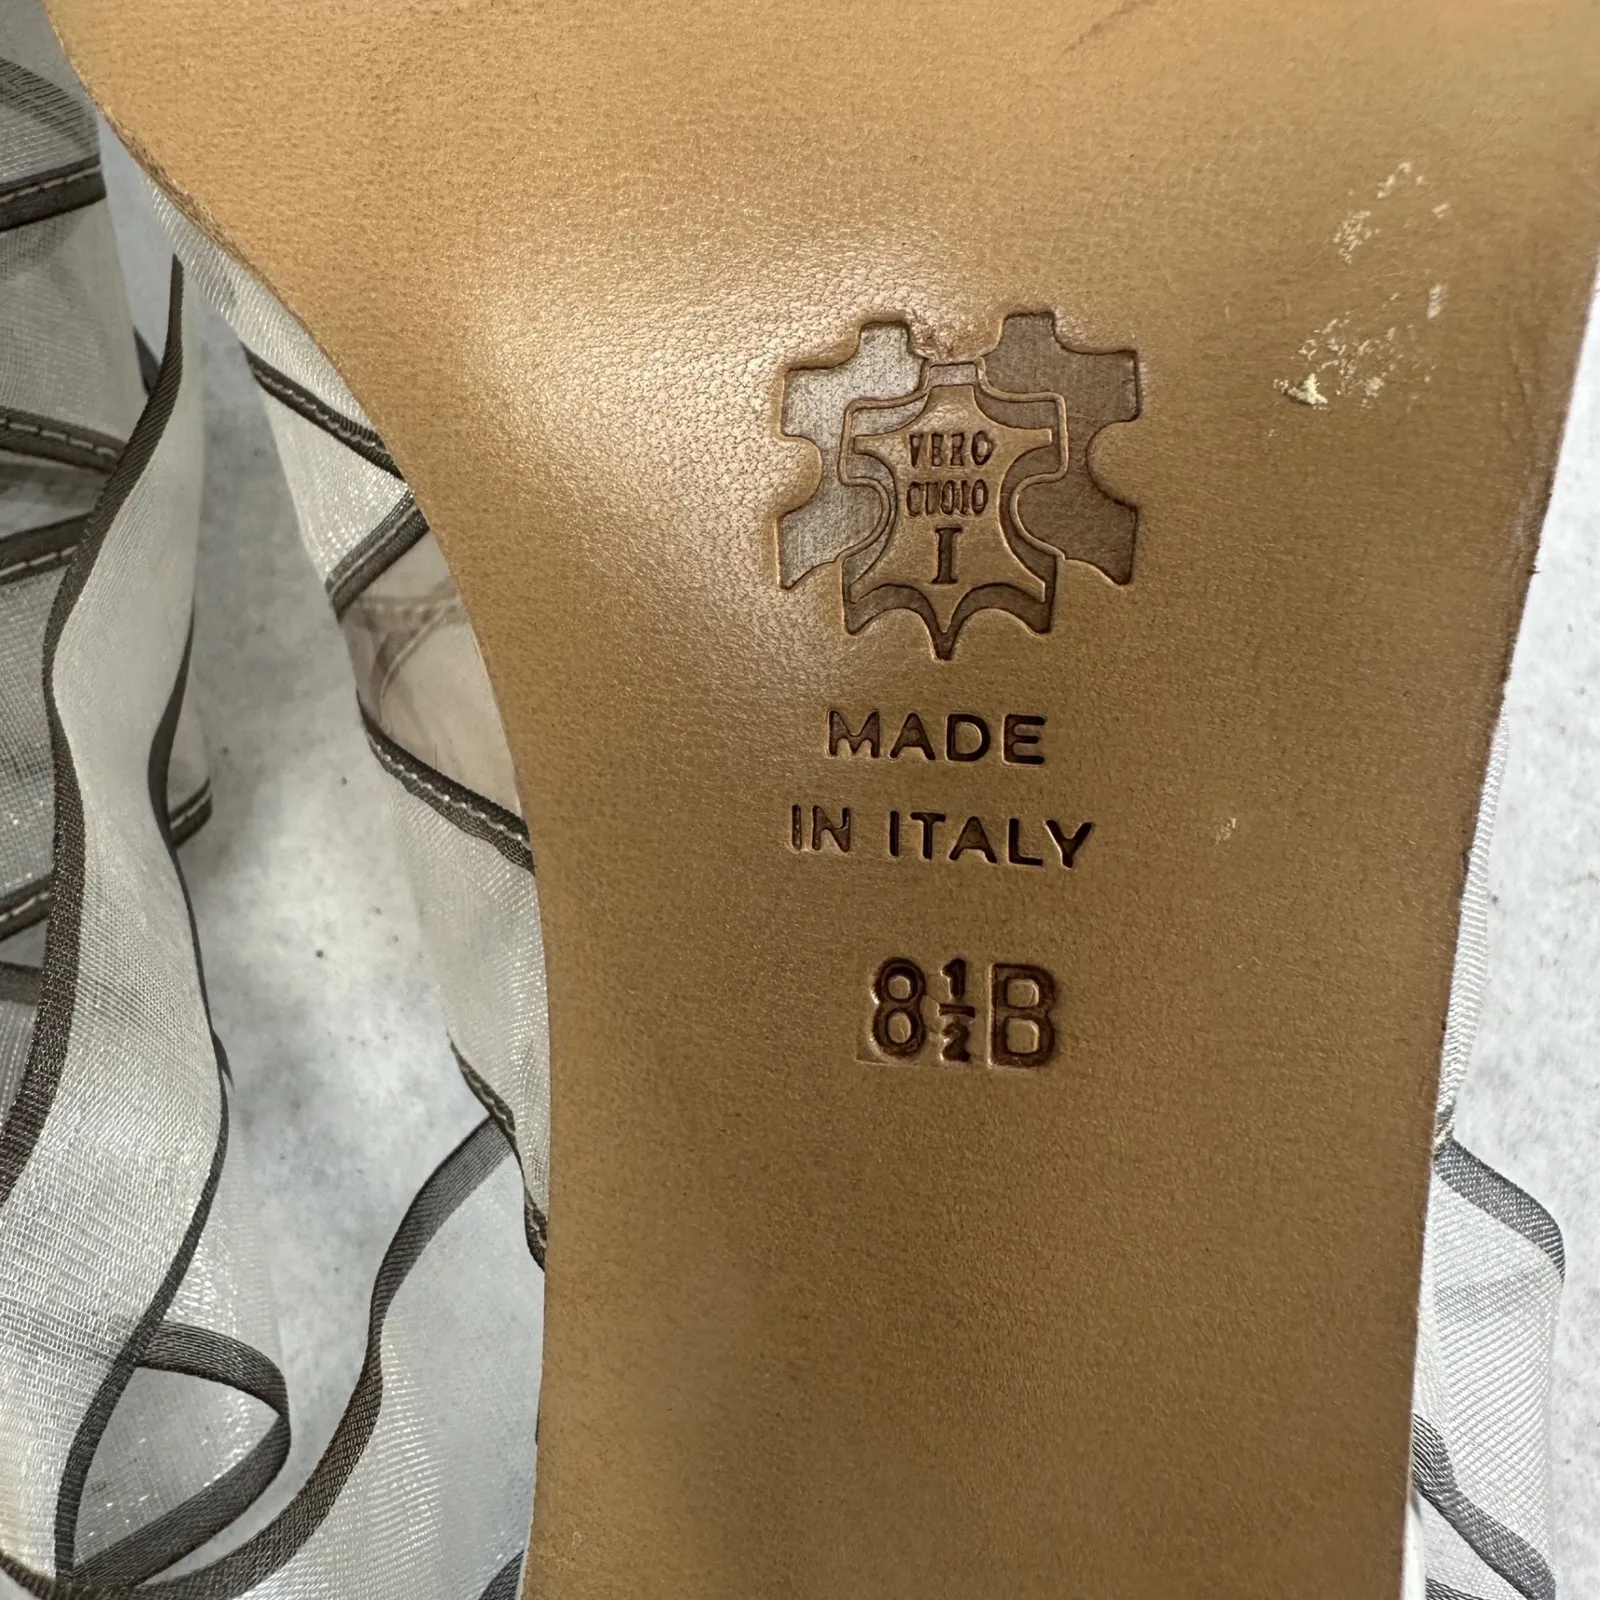 VERO
CUOIO
I
MADE
IN ITALY
8½B